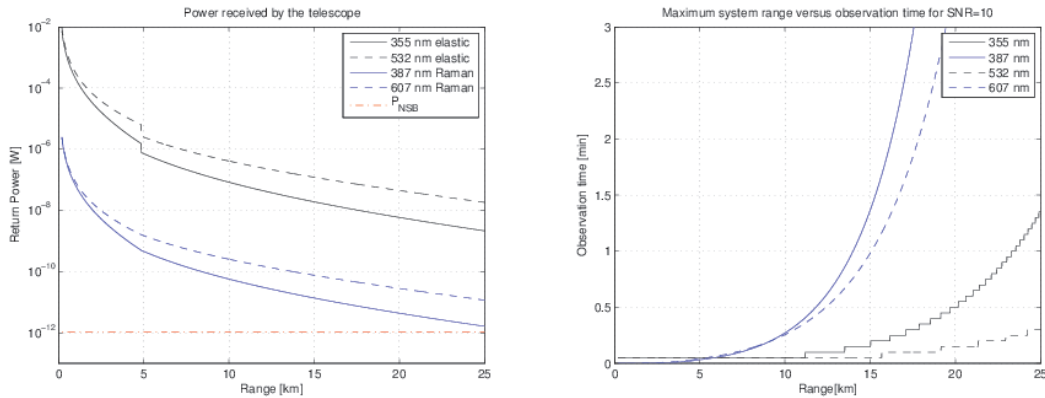 Power received by the telescope
10^-2
10^-4
10^-6
10^-8
10^-10
10^-12
Return Power [W]
355 nm elastic
532 nm elastic
387 nm Raman
607 nm Raman
P_NSB
0
5
10
15
20
25
Range [km]
Maximum system range versus observation time for SNR=10
3
2.5
2
1.5
1
0.5
0
Observation time [min]
355 nm
387 nm
532 nm
607 nm
0
5
10
15
20
25
Range[km]